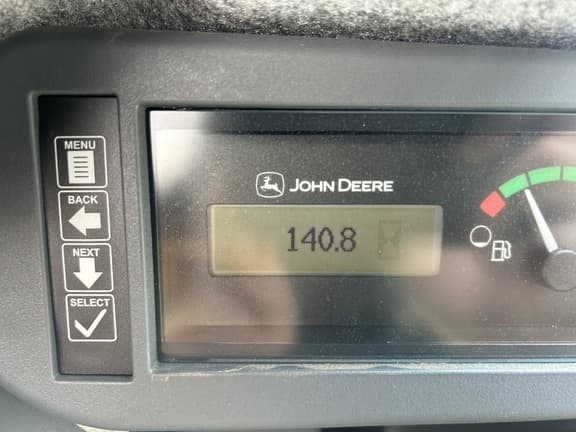 MENU
BACK
NEXT
SELECT
JOHN DEERE
140.8